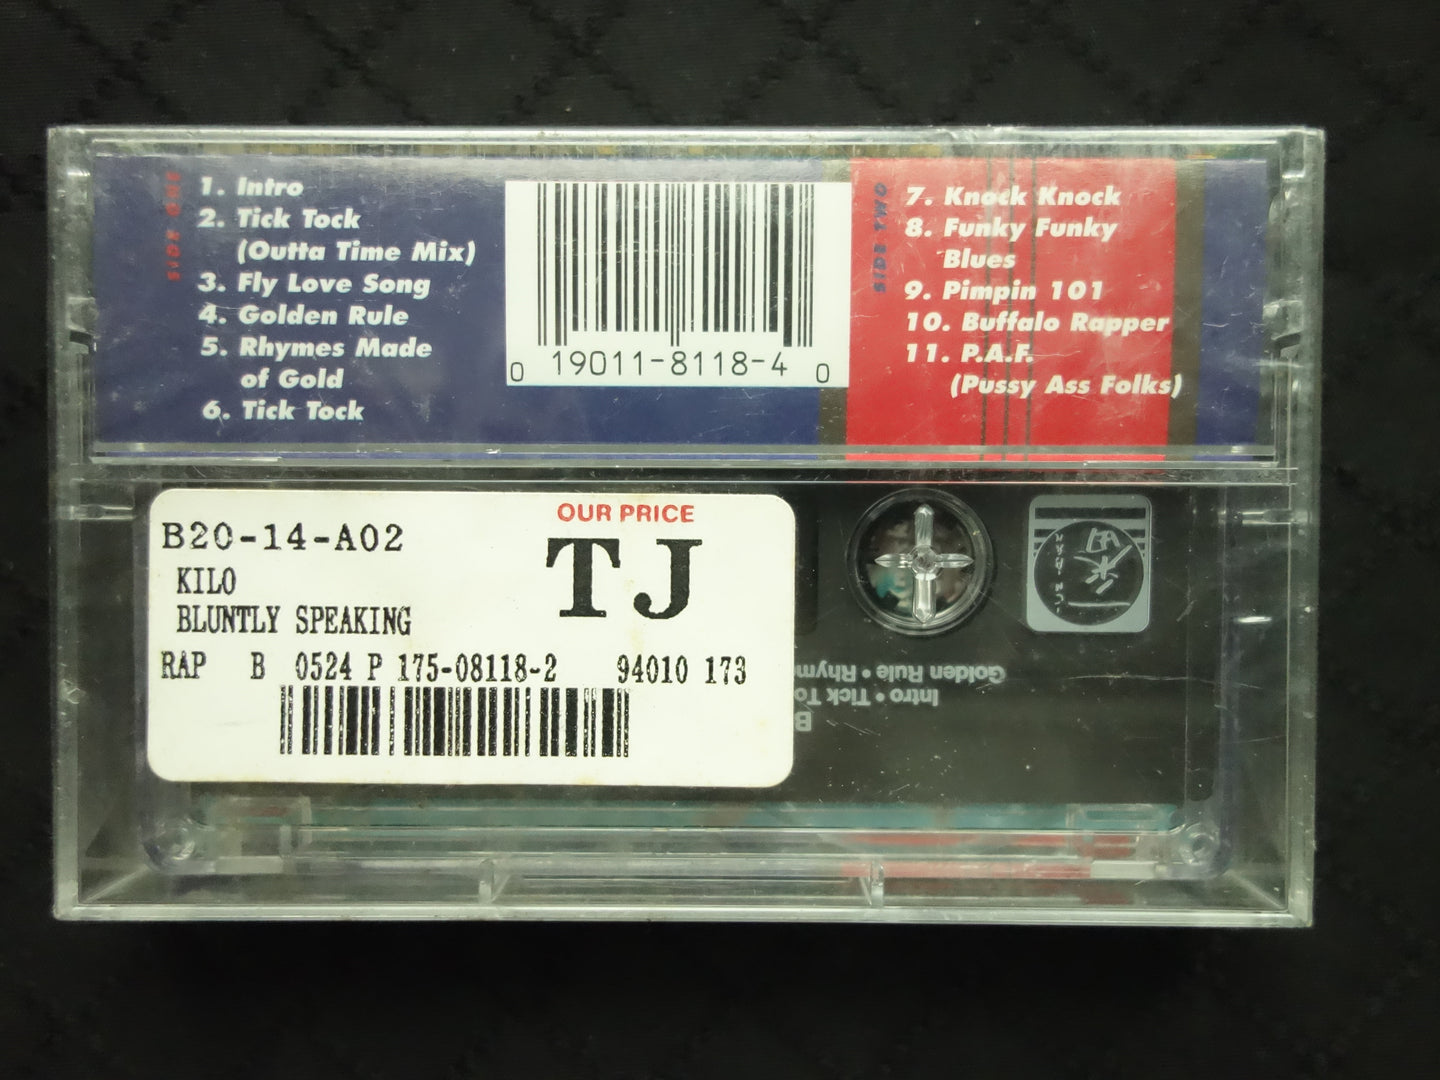 SIDE ONE
1. Intro
2. Tick Tock
(Outta Time Mix)
3. Fly Love Song
4. Golden Rule
5. Rhymes Made
of Gold
6. Tick Tock
0 19011-8118-4 0
SIDE TWO
7. Knock Knock
8. Funky Funky
Blues
9. Pimpin 101
10. Buffalo Rapper
11. P.A.F.
(Pussy Ass Folks)
OUR PRICE
TJ
B20-14-A02
KILO
BLUNTLY SPEAKING
RAP B 0524 P 175-08118-2 94010 173
Intro • Tick To
Golden Rule • Rhym